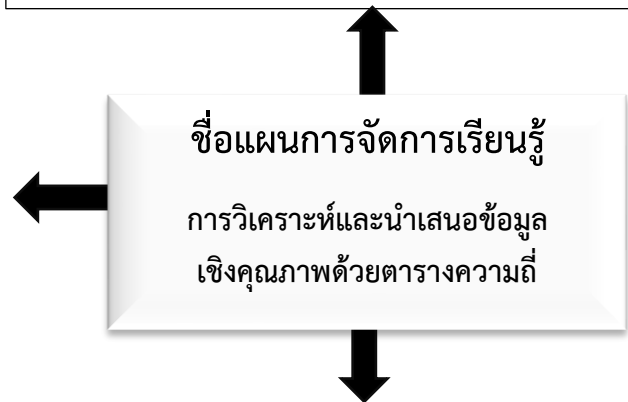 ชื่อแผนการจัดการเรียนรู้
การวิเคราะห์และนำเสนอข้อมูล
เชิงคุณภาพด้วยตารางความถี่